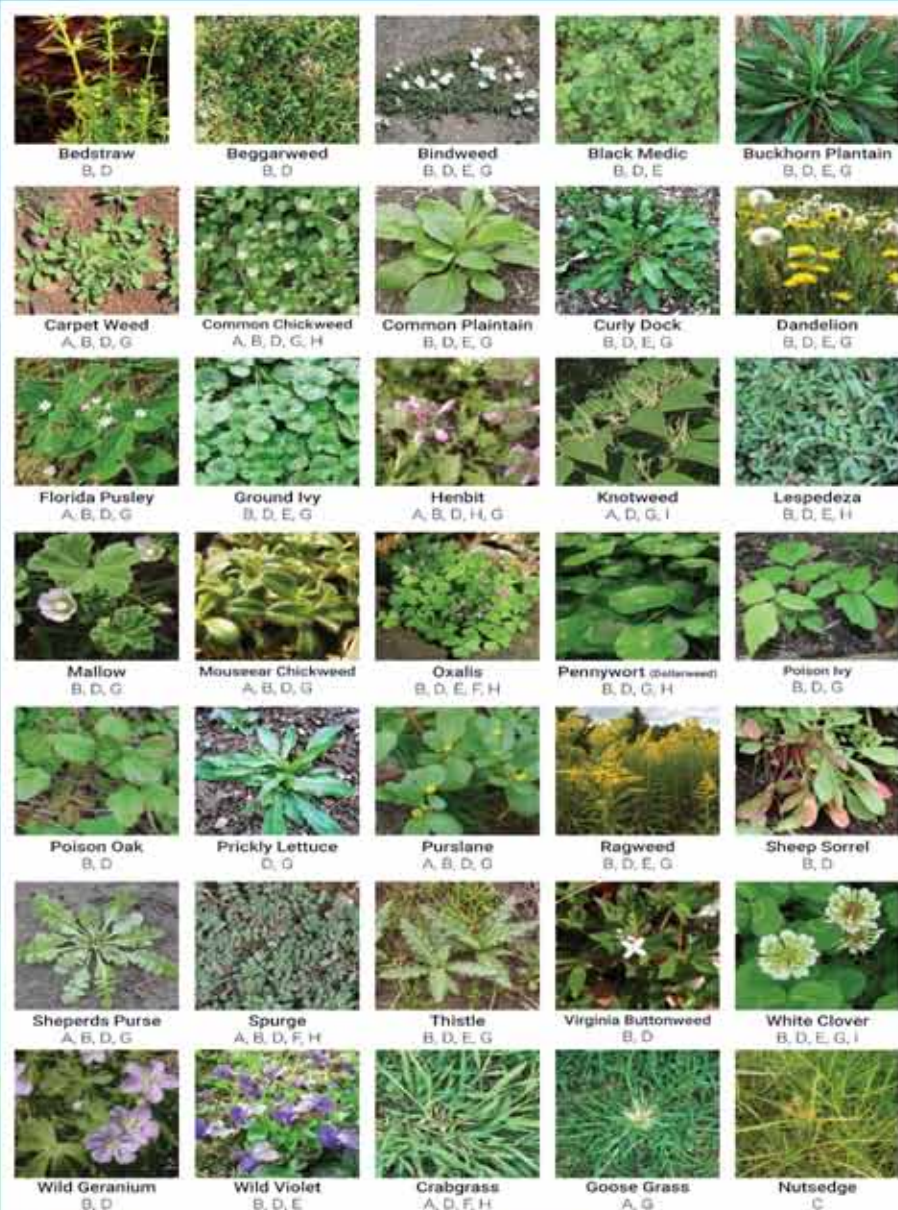 Bedstraw
B, D
Beggarweed
B, D
Bindweed
B, D, E, G
Black Medic
B, D, E
Buckhorn Plantain
B, D, E, G
Carpet Weed
A, B, D, G
Common Chickweed
A, B, D, G, H
Common Plaintain
B, D, E, G
Curly Dock
B, D, E, G
Dandelion
B, D, E, G
Florida Pusley
A, B, D, G
Ground Ivy
B, D, E, G
Henbit
A, B, D, H, G
Knotweed
A, D, G, I
Lespedeza
B, D, E, H
Mallow
B, D, G
Mouseear Chickweed
A, B, D, G
Oxalis
B, D, E, F, H
Pennywort (Dollarweed)
B, D, G, H
Poison Ivy
B, D, G
Poison Oak
B, D
Prickly Lettuce
D, G
Purslane
A, B, D, G
Ragweed
B, D, E, G
Sheep Sorrel
B, D
Sheperds Purse
A, B, D, G
Spurge
A, B, D, F, H
Thistle
B, D, E, G
Virginia Buttonweed
B, D
White Clover
B, D, E, G, I
Wild Geranium
B, D
Wild Violet
B, D, E
Crabgrass
A, D, F, H
Goose Grass
A, G
Nutsedge
C